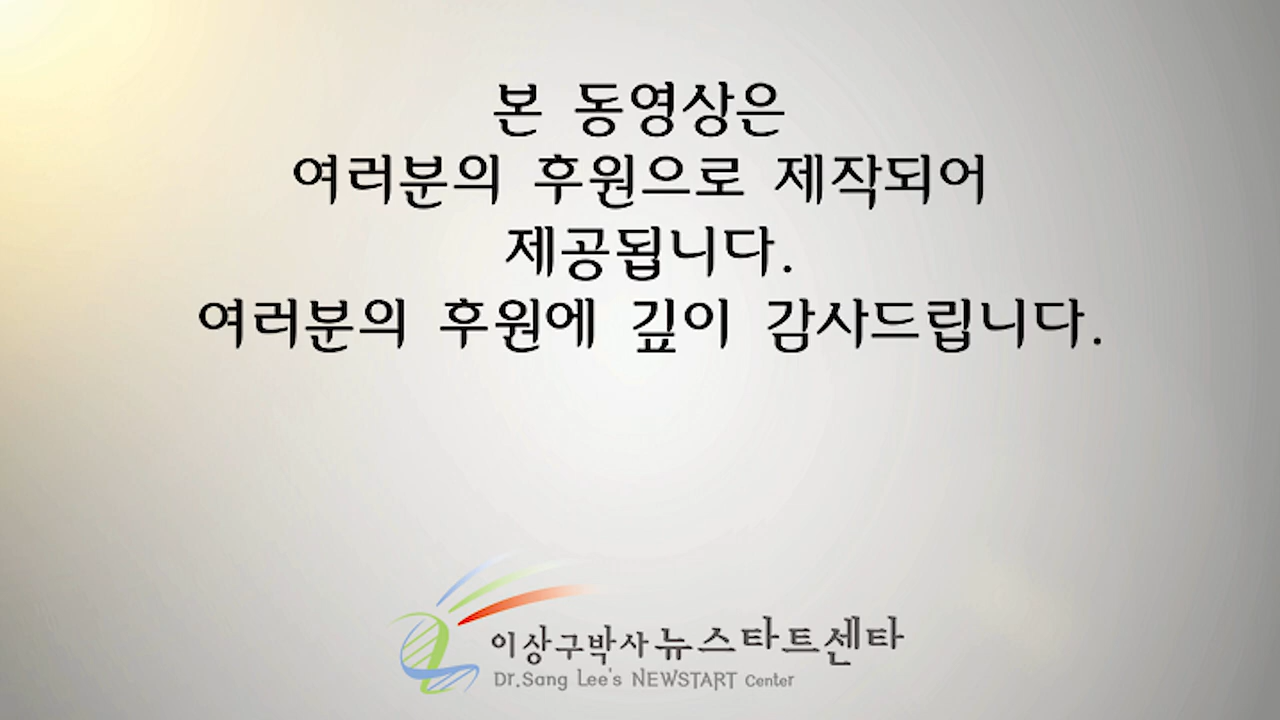 본 동영상은
여러분의 후원으로 제작되어
제공됩니다.
여러분의 후원에 깊이 감사드립니다.
이상구박사 뉴스타트센타
Dr.Sang Lee's NEWSTART Center